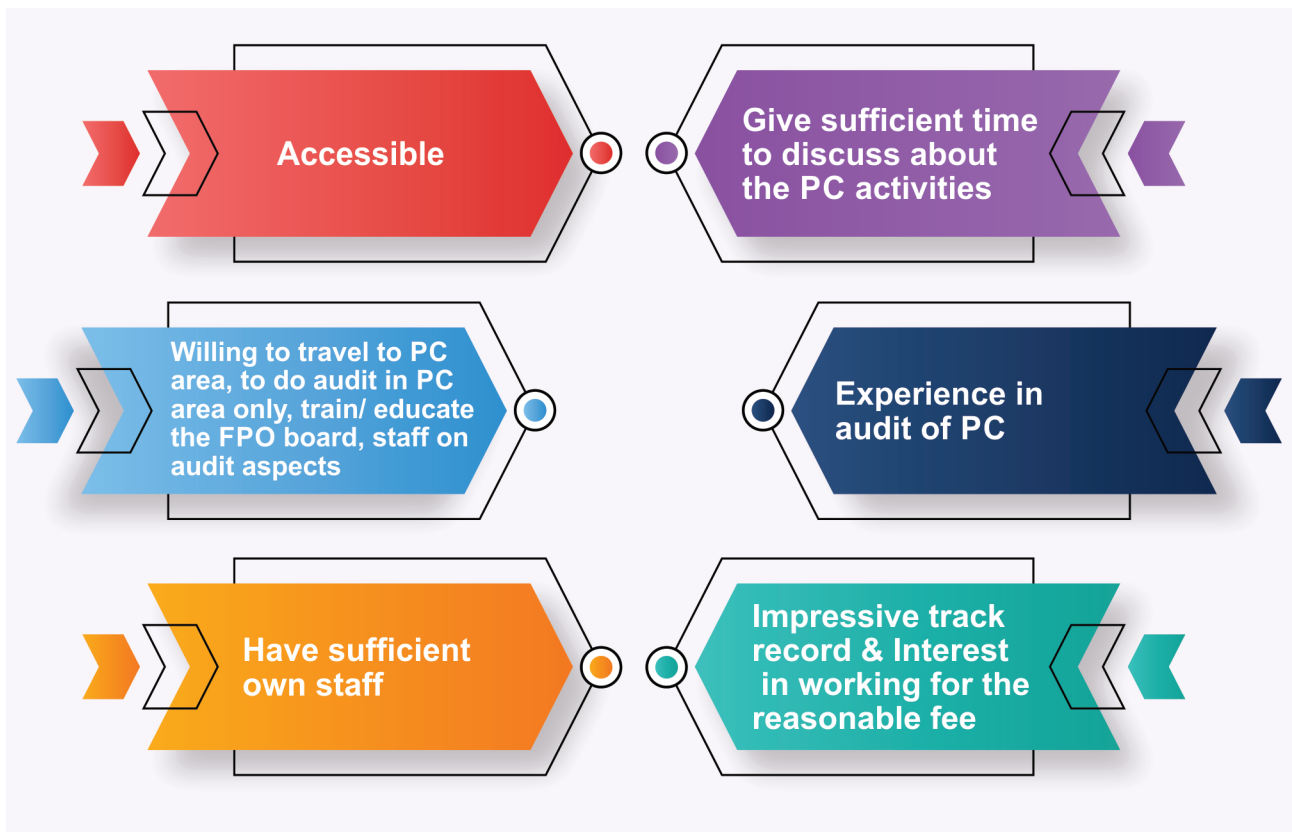 Accessible
Give sufficient time
to discuss about
the PC activities
Willing to travel to PC
area, to do audit in PC
area only, train/ educate
the FPO board, staff on
audit aspects
Experience in
audit of PC
Have sufficient
own staff
Impressive track
record & Interest
in working for the
reasonable fee